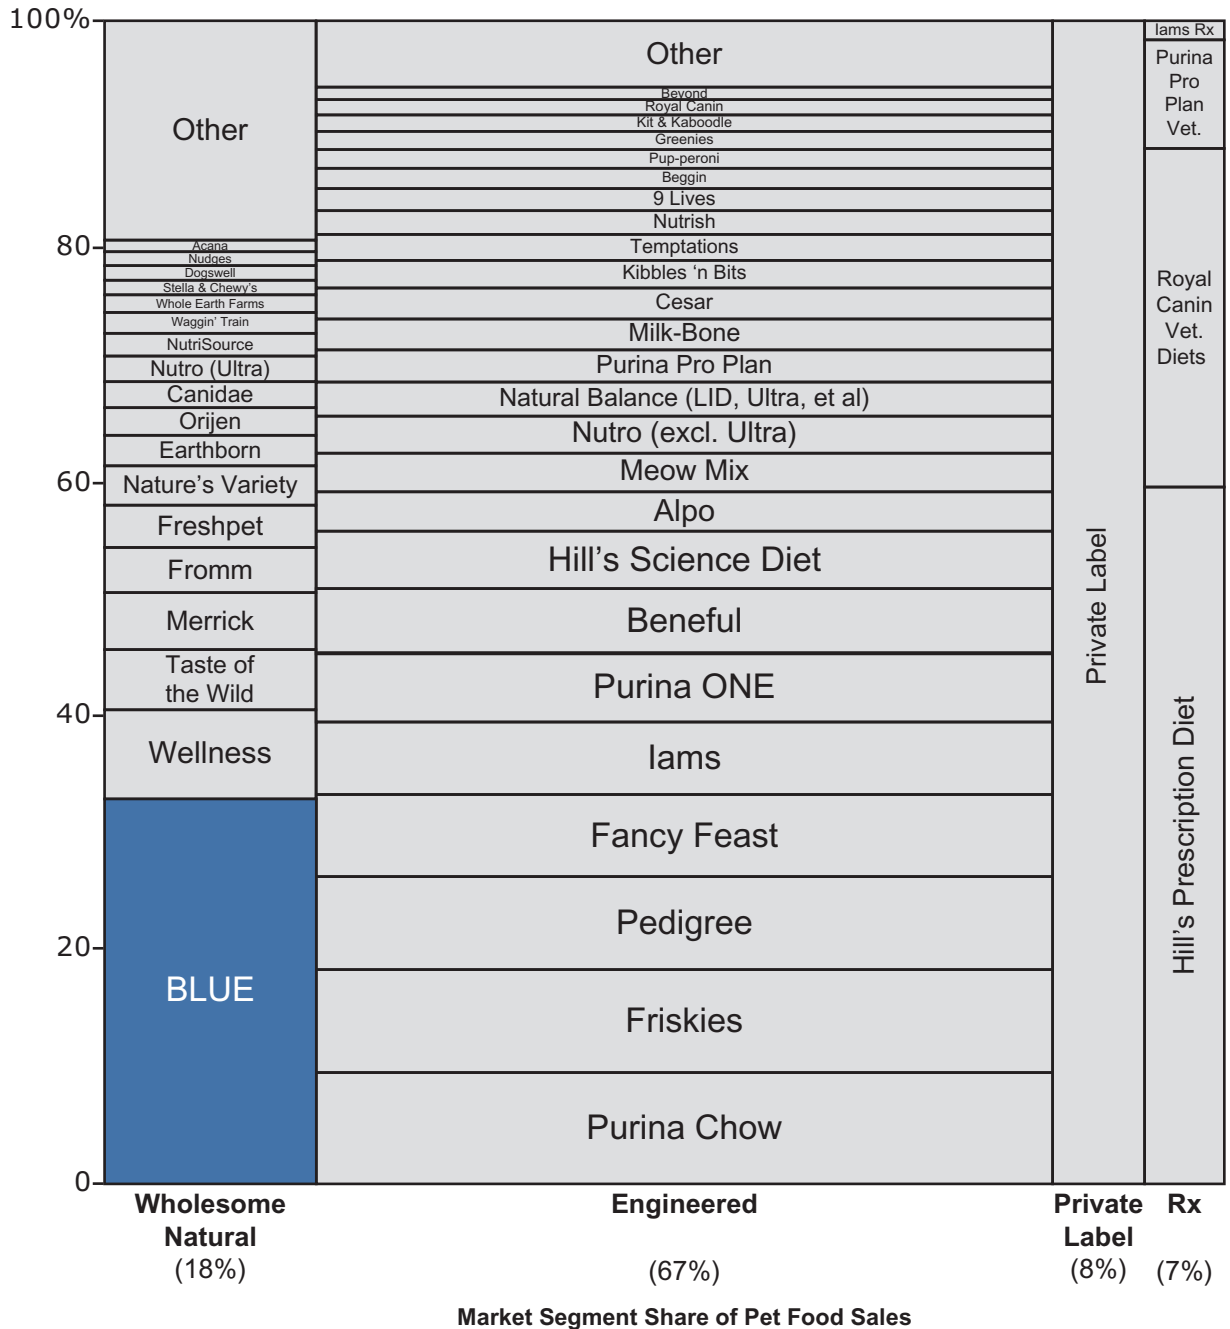 100%
80
60
40
20
0
Other
Acana
Nudges
Dogswell
Stella & Chewy's
Whole Earth Farms
Waggin' Train
NutriSource
Nutro (Ultra)
Canidae
Orijen
Earthborn
Nature's Variety
Freshpet
Fromm
Merrick
Taste of
the Wild
Wellness
BLUE
Other
Beyond
Royal Canin
Kit & Kaboodle
Greenies
Pup-peroni
Beggin
9 Lives
Nutrish
Temptations
Kibbles ‘n Bits
Cesar
Milk-Bone
Purina Pro Plan
Natural Balance (LID, Ultra, et al)
Nutro (excl. Ultra)
Meow Mix
Alpo
Hill's Science Diet
Beneful
Purina ONE
Iams
Fancy Feast
Pedigree
Friskies
Purina Chow
Private Label
Iams Rx
Purina
Pro
Plan
Vet.
Royal
Canin
Vet.
Diets
Hill's Prescription Diet
Wholesome
Natural
(18%)
Engineered
(67%)
Private
Label
(8%)
Rx
(7%)
Market Segment Share of Pet Food Sales